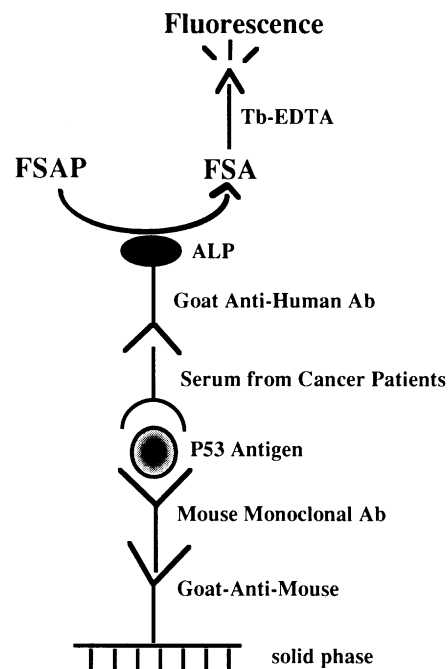 Fluorescence
Tb-EDTA
FSAP
FSA
ALP
Goat Anti-Human Ab
Serum from Cancer Patients
P53 Antigen
Mouse Monoclonal Ab
Goat-Anti-Mouse
solid phase